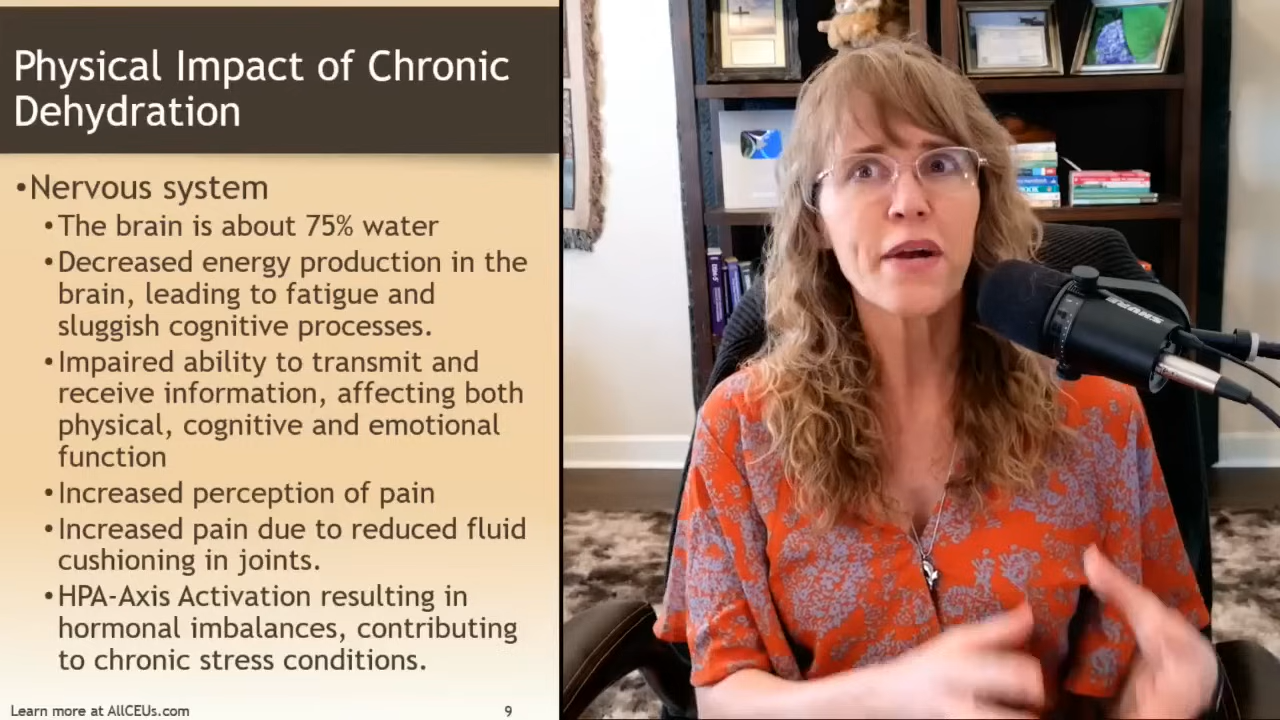 Physical Impact of Chronic
Dehydration
•Nervous system
•The brain is about 75% water
•Decreased energy production in the
brain, leading to fatigue and
sluggish cognitive processes.
•Impaired ability to transmit and
receive information, affecting both
physical, cognitive and emotional
function
•Increased perception of pain
•Increased pain due to reduced fluid
cushioning in joints.
•HPA-Axis Activation resulting in
hormonal imbalances, contributing
to chronic stress conditions.
Learn more at AllCEUs.com
9
SHURE